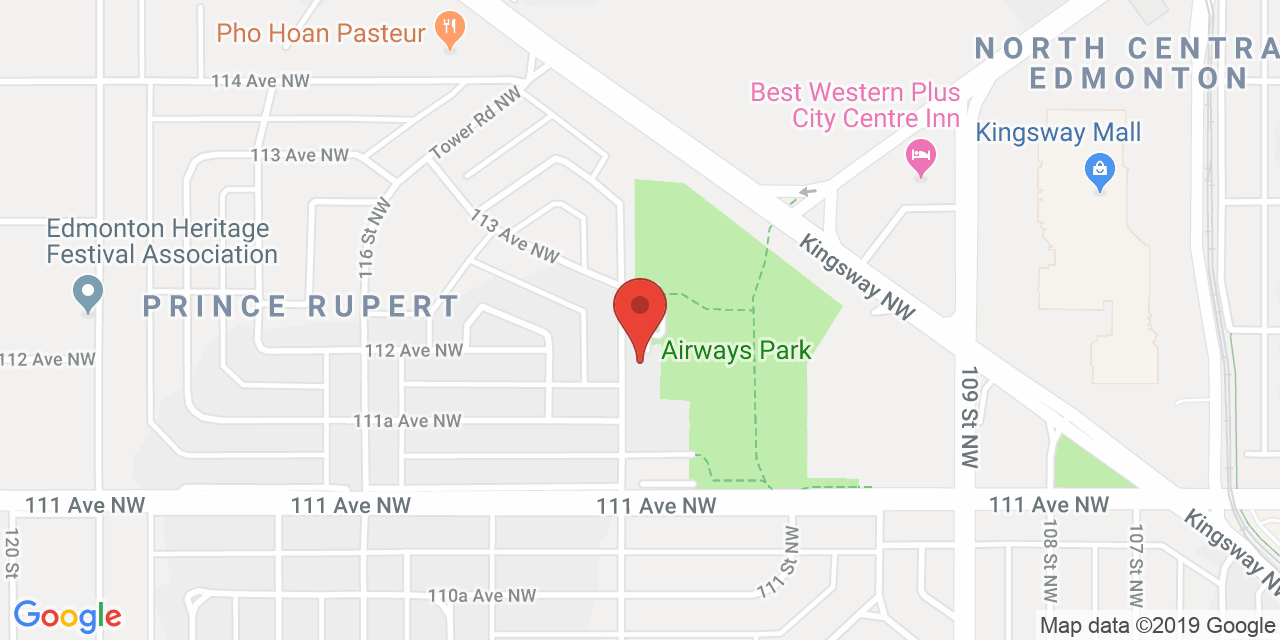 Pho Hoan Pasteur
NORTH CENTRA
EDMONTON
114 Ave NW
Best Western Plus
City Centre Inn
Tower Rd NW
Kingsway Mall
113 Ave NW
116 St NW
113 Ave NW
Edmonton Heritage
Festival Association
Kingsway NW
PRINCE RUPERT
112 Ave NW
112 Ave NW
Airways Park
109 St NW
111a Ave NW
111 Ave NW
111 Ave NW
111 Ave NW
111 Ave NW
Kingsway NW
120 St
111 St NW
108 St NW
107 St NW
110a Ave NW
Google
Map data ©2019 Google